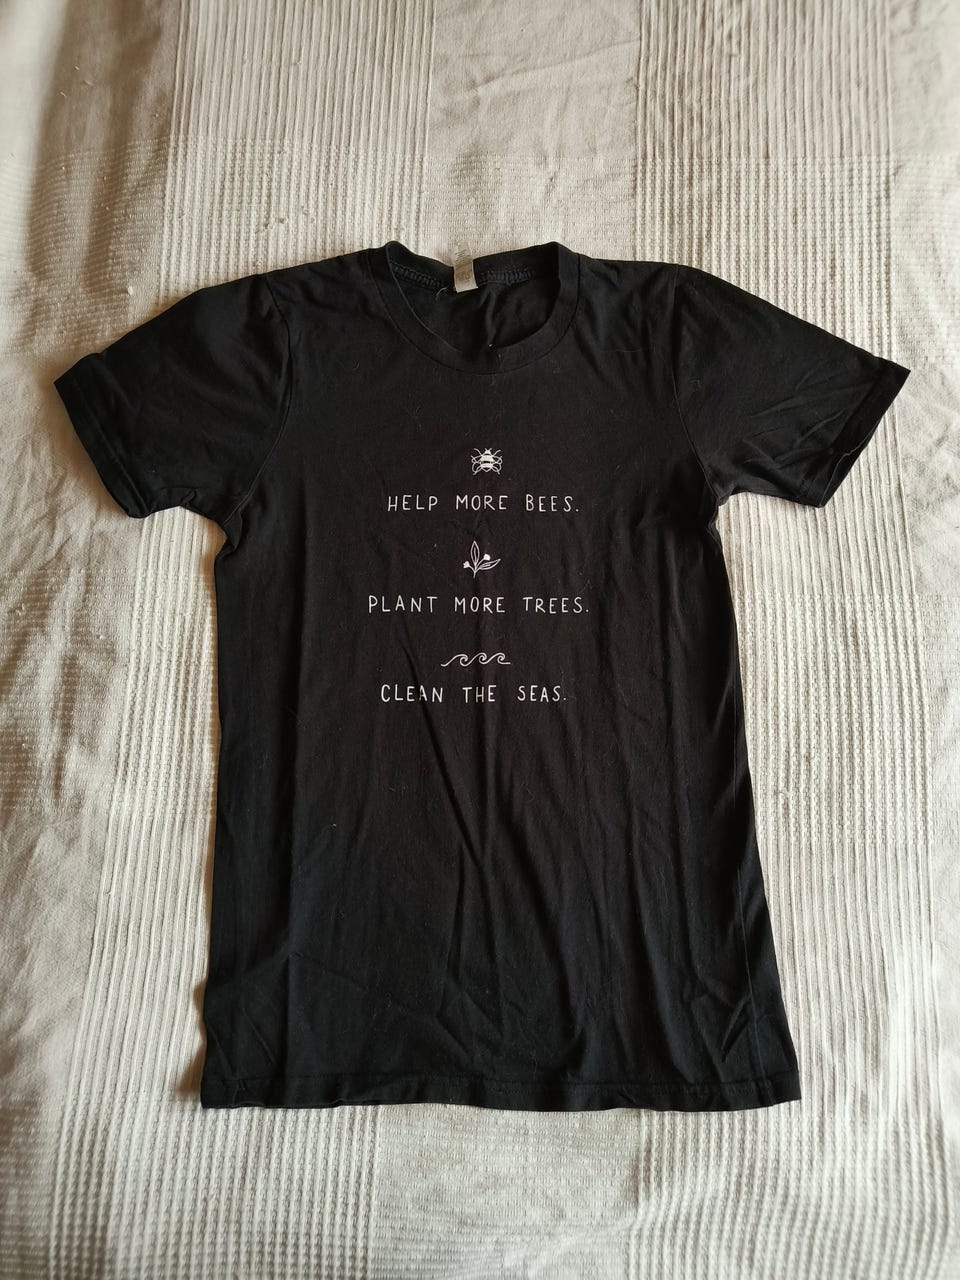 HELP MORE BEES.
PLANT MORE TREES.
CLEAN THE SEAS.